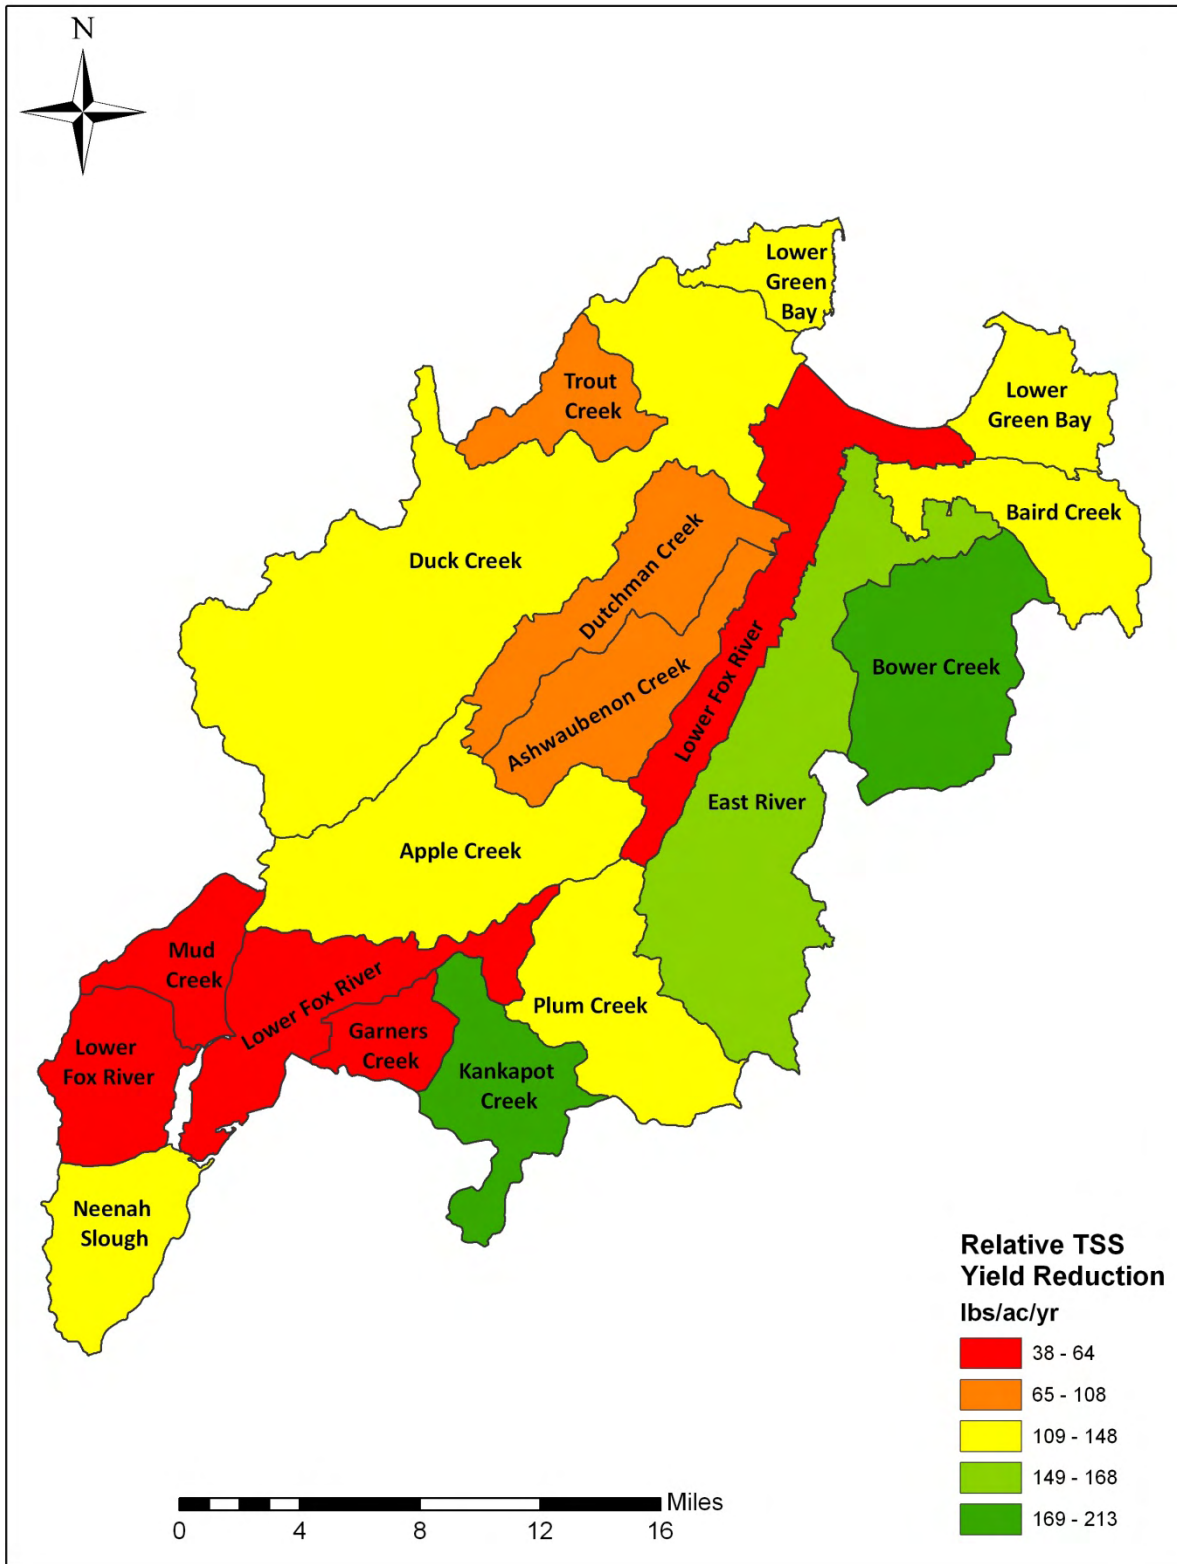 N
Lower
Green
Bay
Trout
Creek
Lower
Green Bay
Baird Creek
Duck Creek
Dutchman Creek
Bower Creek
Ashwaubenon Creek
Lower Fox River
East River
Apple Creek
Mud
Creek
Lower Fox River
Plum Creek
Garners
Creek
Lower
Fox River
Kankapot
Creek
Neenah
Slough
Relative TSS
Yield Reduction
lbs/ac/yr
38 - 64
65 - 108
109 - 148
149 - 168
169 - 213
Miles
0 4 8 12 16